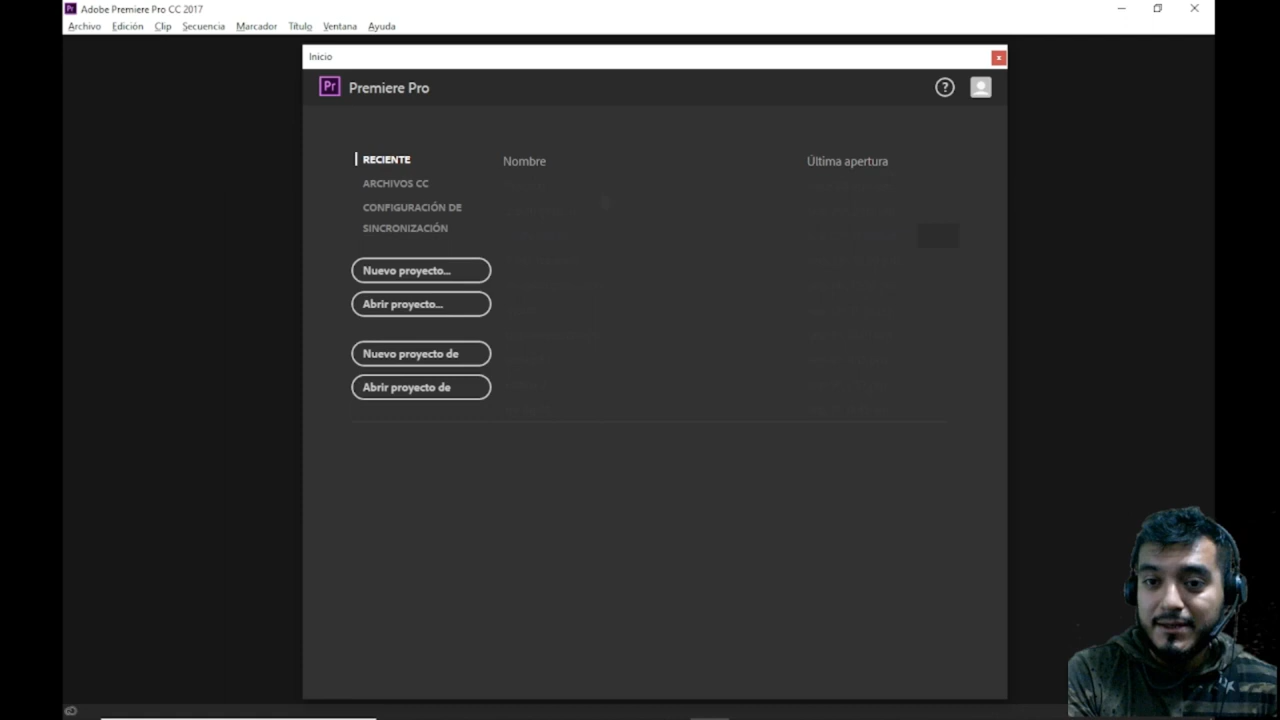 Adobe Premiere Pro CC 2017
Archivo Edición Clip Secuencia Marcador Título Ventana Ayuda
Inicio
Pr Premiere Pro
RECIENTE
Nombre
Última apertura
ARCHIVOS CC
CONFIGURACIÓN DE
SINCRONIZACIÓN
Nuevo proyecto...
Abrir proyecto...
Nuevo proyecto de
Abrir proyecto de